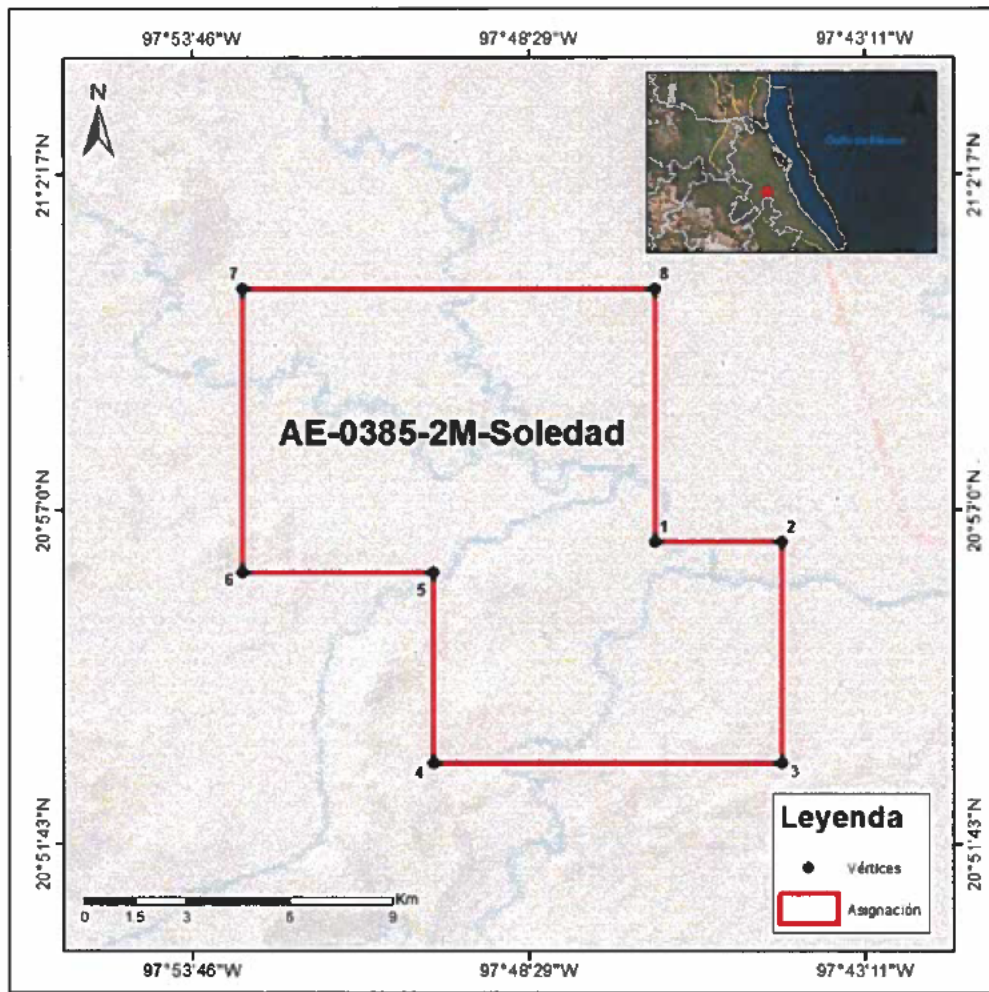 97°53'46"W 97°48'29"W 97°43'11"W
N
21°2'17"N
21°2'17"N
7
8
AE-0385-2M-Soledad
20°57'0"N
20°57'0"N
1
2
6
5
4
3
Leyenda
Vértices
Asignación
20°51'43"N
20°51'43"N
Km
0 1.5 3 6 9
97°53'46"W 97°48'29"W 97°43'11"W